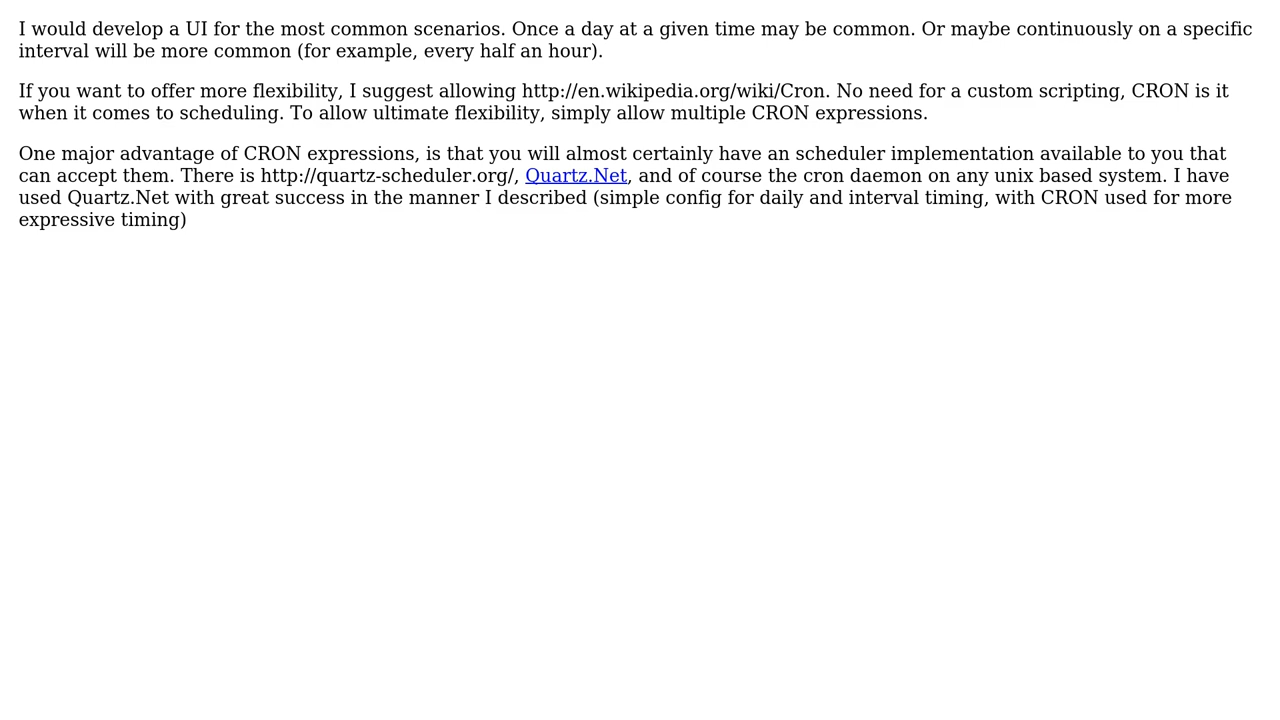 I would develop a UI for the most common scenarios. Once a day at a given time may be common. Or maybe continuously on a specific
interval will be more common (for example, every half an hour).
If you want to offer more flexibility, I suggest allowing http://en.wikipedia.org/wiki/Cron. No need for a custom scripting, CRON is it
when it comes to scheduling. To allow ultimate flexibility, simply allow multiple CRON expressions.
One major advantage of CRON expressions, is that you will almost certainly have an scheduler implementation available to you that
can accept them. There is http://quartz-scheduler.org/, Quartz.Net, and of course the cron daemon on any unix based system. I have
used Quartz.Net with great success in the manner I described (simple config for daily and interval timing, with CRON used for more
expressive timing)